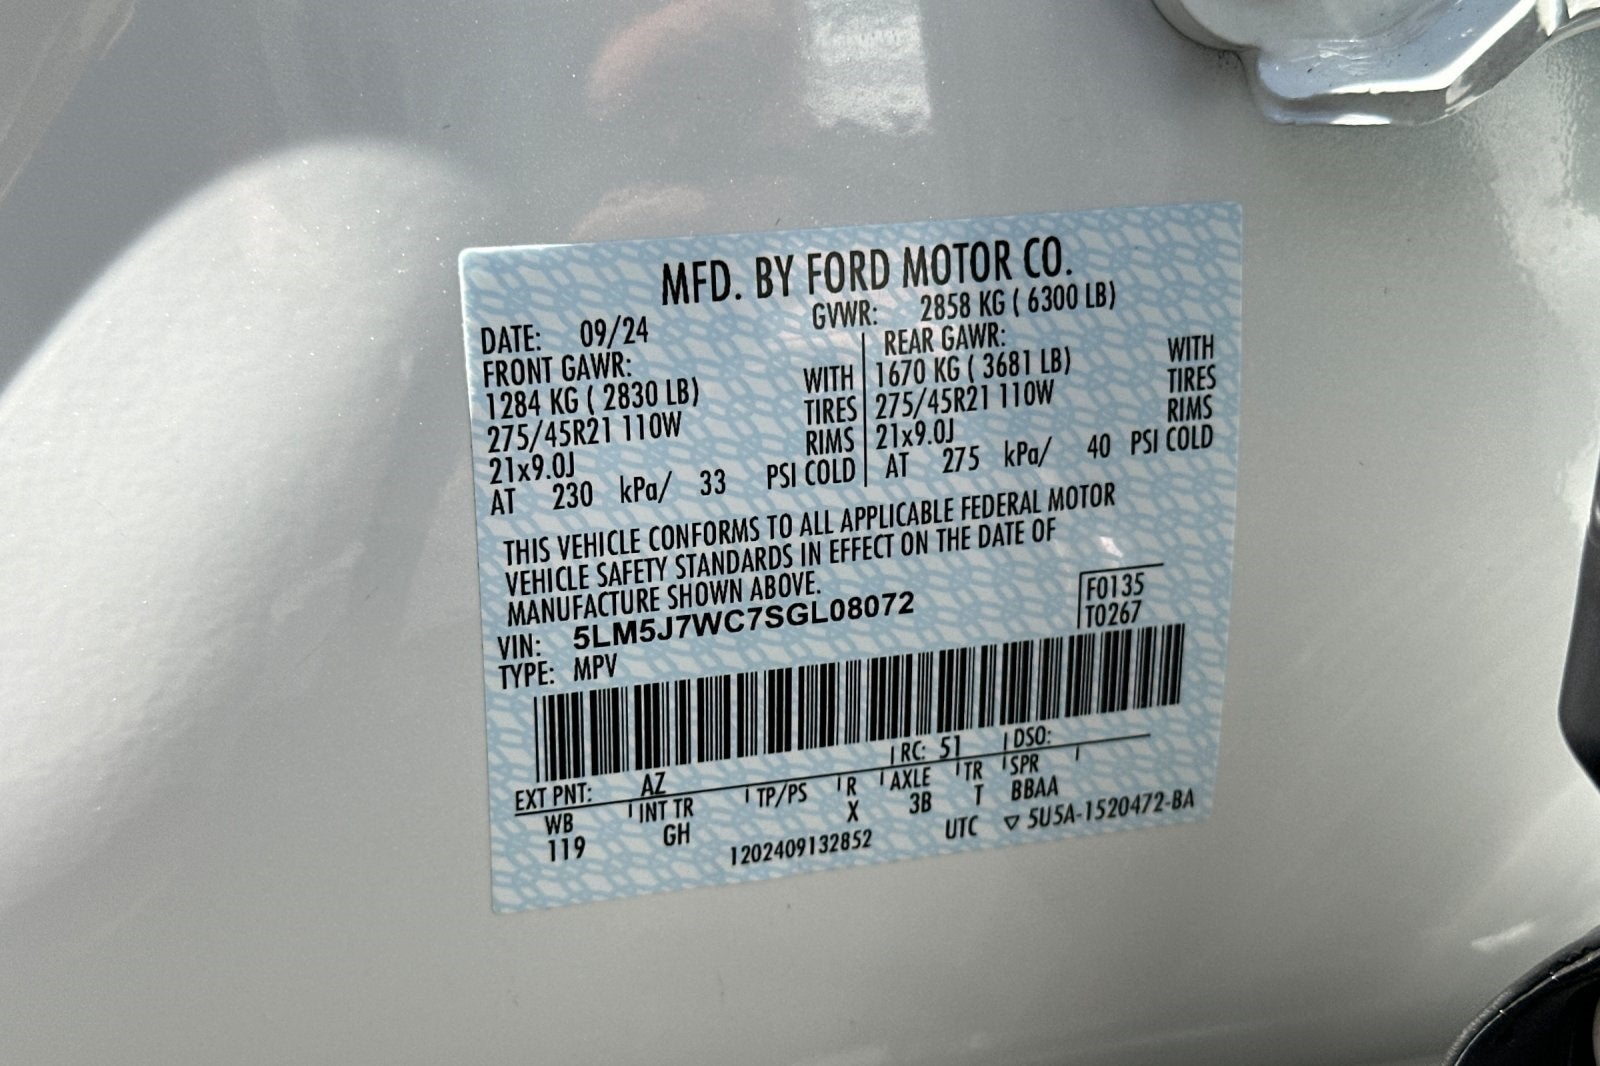 MFD. BY FORD MOTOR CO.
DATE: 09/24 GVWR: 2858 KG ( 6300 LB)
FRONT GAWR: REAR GAWR:
1284 KG ( 2830 LB) WITH 1670 KG ( 3681 LB) WITH
275/45R21 110W TIRES 275/45R21 110W TIRES
21x9.0J RIMS 21x9.0J RIMS
AT 230 kPa/ 33 PSI COLD AT 275 kPa/ 40 PSI COLD
THIS VEHICLE CONFORMS TO ALL APPLICABLE FEDERAL MOTOR
VEHICLE SAFETY STANDARDS IN EFFECT ON THE DATE OF
MANUFACTURE SHOWN ABOVE.
VIN: 5LM5J7WC7SGL08072 F0135
TYPE: MPV T0267
EXT PNT: AZ RC: 51 DSO:
WB INT TR TP/PS R AXLE TR SPR
119 GH X 3B T BBAA
1202409132852 UTC ▽ 5U5A-1520472-BA